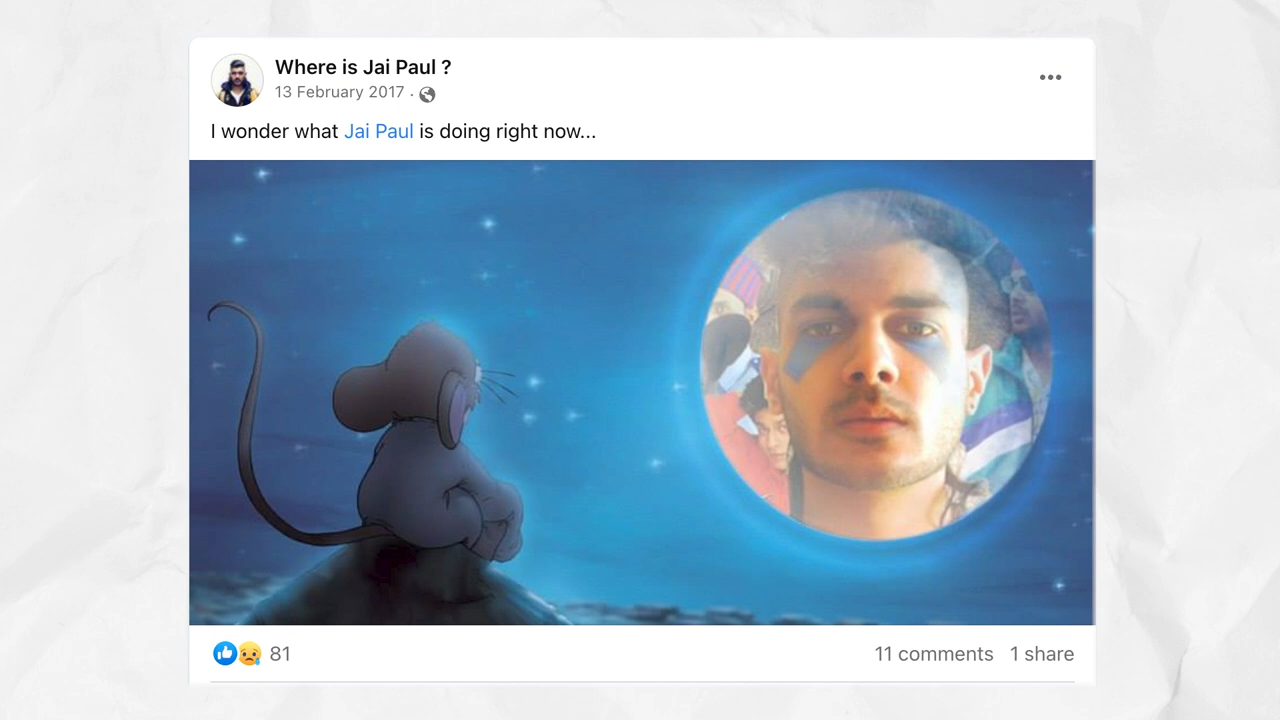 Where is Jai Paul ?
13 February 2017 ·
I wonder what Jai Paul is doing right now...
81
11 comments 1 share